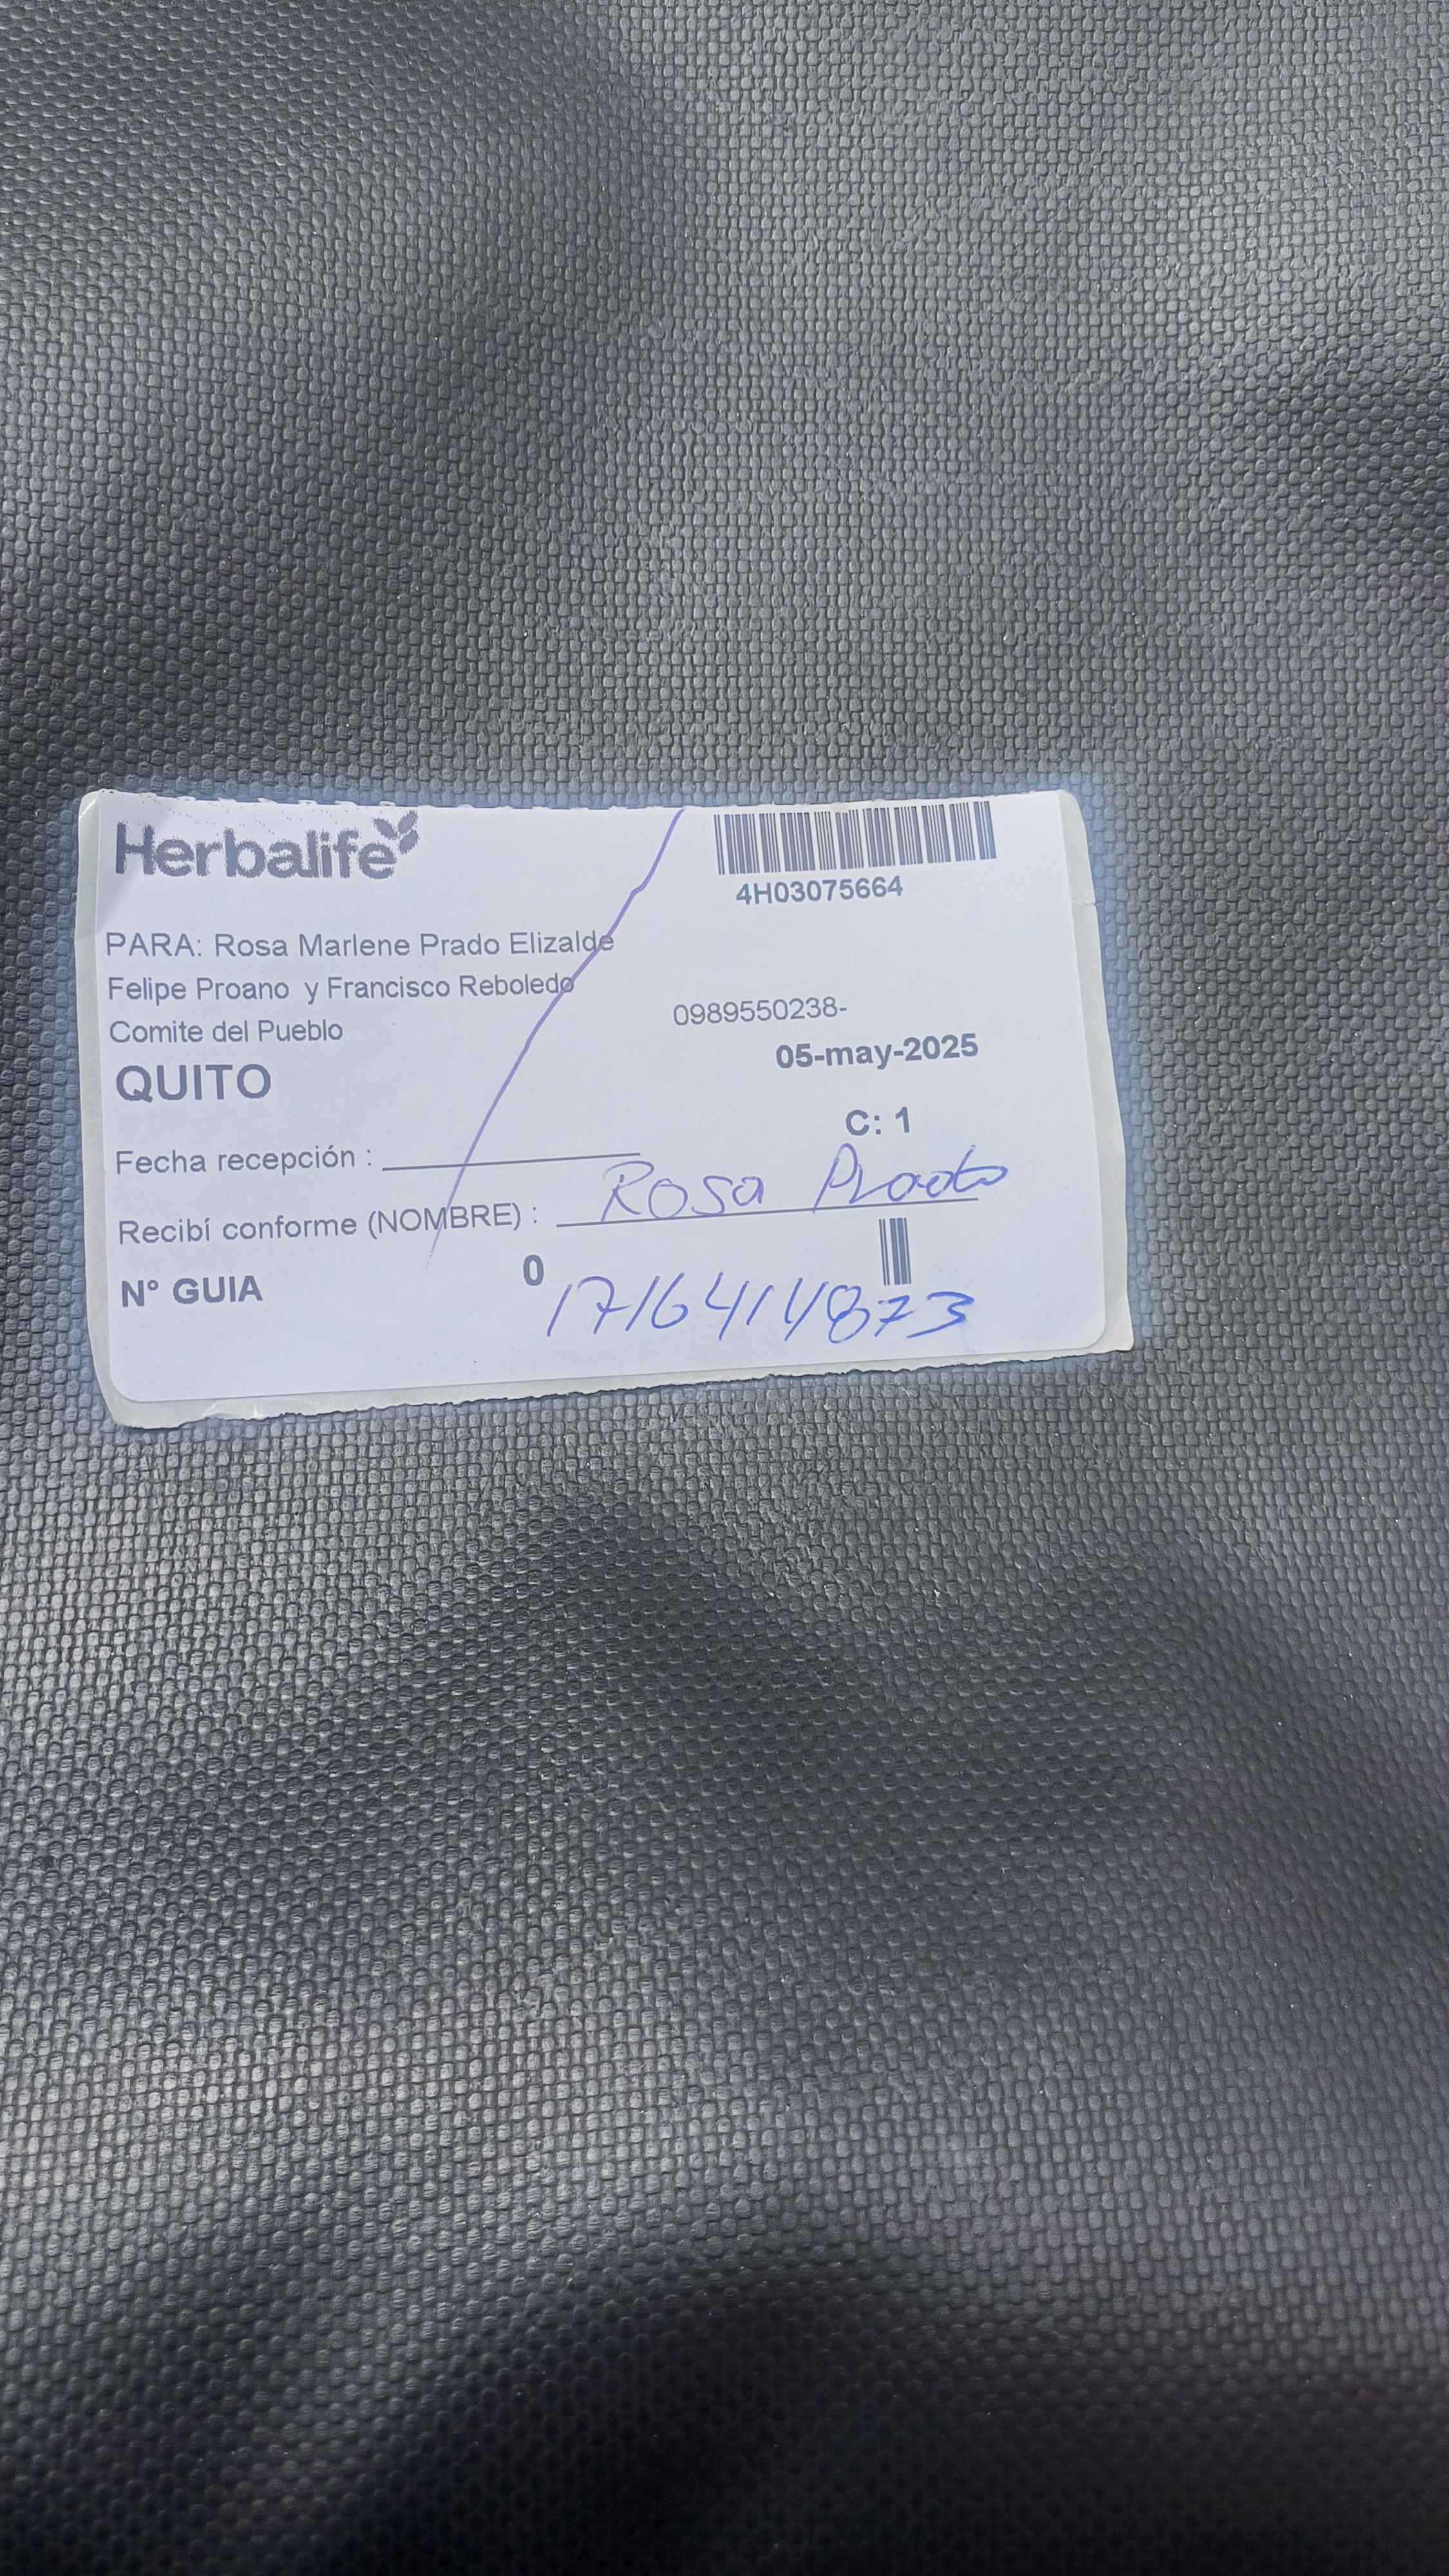 Herbalife
4H03075664
PARA: Rosa Marlene Prado Elizalde
Felipe Proano y Francisco Reboledo
0989550238-
Comite del Pueblo
05-may-2025
QUITO
C: 1
Fecha recepción :
Recibí conforme (NOMBRE) : Rosa Prado
Nº GUIA 0
1716414873